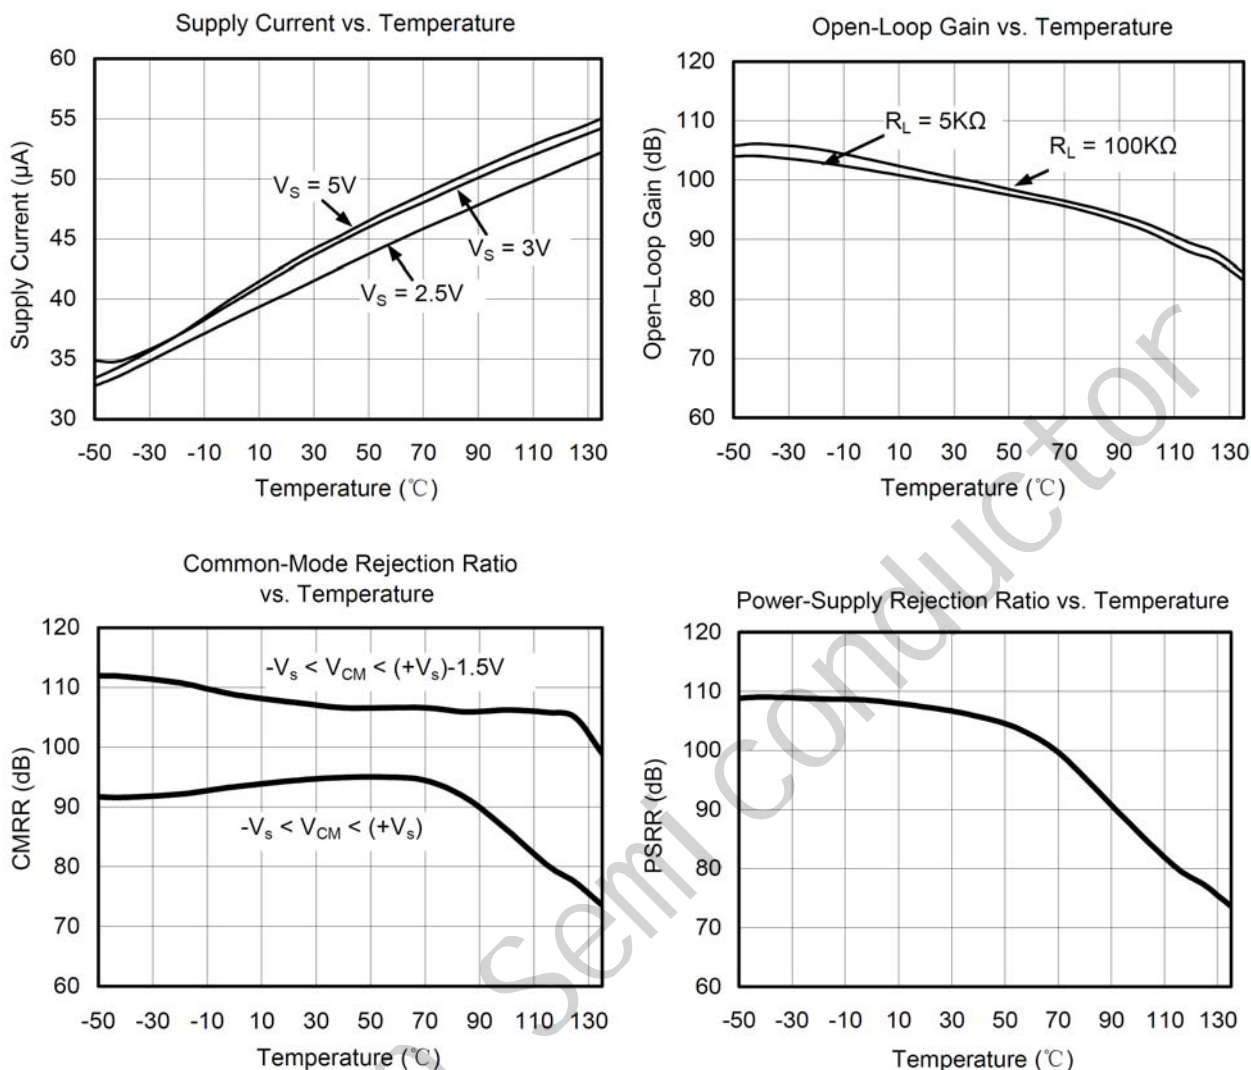 Supply Current vs. Temperature
60
55
50
45
40
35
30
Supply Current (μA)
V_S = 5V
V_S = 3V
V_S = 2.5V
-50 -30 -10 10 30 50 70 90 110 130
Temperature (℃)
Open-Loop Gain vs. Temperature
120
110
100
90
80
70
60
Open–Loop Gain (dB)
R_L = 5KΩ
R_L = 100KΩ
-50 -30 -10 10 30 50 70 90 110 130
Temperature (℃)
Common-Mode Rejection Ratio
vs. Temperature
120
110
100
90
80
70
60
CMRR (dB)
-V_s < V_CM < (+V_s)-1.5V
-V_s < V_CM < (+V_s)
-50 -30 -10 10 30 50 70 90 110 130
Temperature (℃)
Power-Supply Rejection Ratio vs. Temperature
120
110
100
90
80
70
60
PSRR (dB)
-50 -30 -10 10 30 50 70 90 110 130
Temperature (℃)
Semi conductor